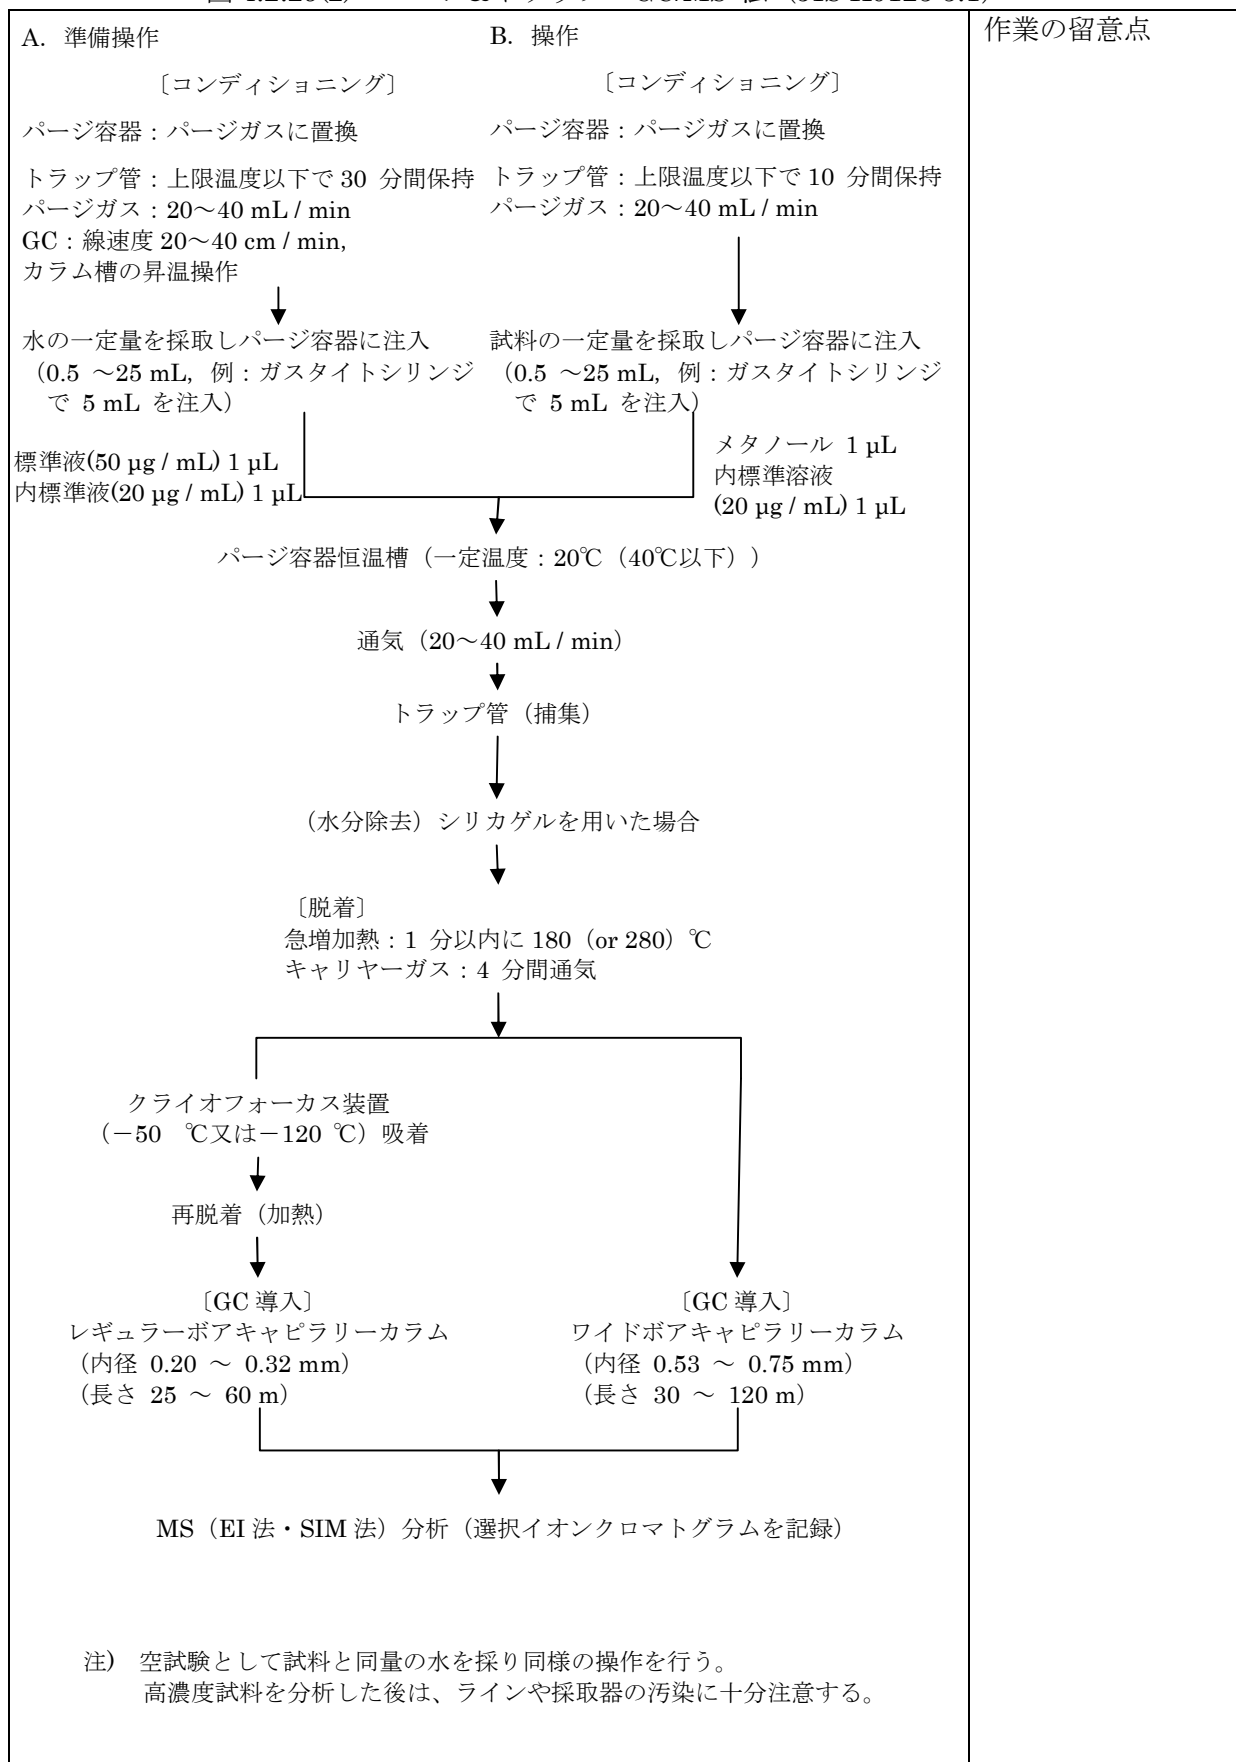 A. 準備操作
〔コンディショニング〕
パージ容器：パージガスに置換
トラップ管：上限温度以下で 30 分間保持
パージガス：20～40 mL / min
GC：線速度 20～40 cm / min,
カラム槽の昇温操作
水の一定量を採取しパージ容器に注入
（0.5 ～25 mL, 例：ガスタイトシリンジ
で 5 mL を注入）
標準液(50 µg / mL) 1 µL
内標準液(20 µg / mL) 1 µL
B. 操作
〔コンディショニング〕
パージ容器：パージガスに置換
トラップ管：上限温度以下で 10 分間保持
パージガス：20～40 mL / min
試料の一定量を採取しパージ容器に注入
（0.5 ～25 mL, 例：ガスタイトシリンジ
で 5 mL を注入）
メタノール 1 µL
内標準溶液
(20 µg / mL) 1 µL
パージ容器恒温槽（一定温度：20℃（40℃以下））
通気（20～40 mL / min）
トラップ管（捕集）
（水分除去）シリカゲルを用いた場合
〔脱着〕
急増加熱：1 分以内に 180（or 280）℃
キャリヤーガス：4 分間通気
クライオフォーカス装置
（－50 ℃又は－120 ℃）吸着
再脱着（加熱）
〔GC 導入〕
レギュラーボアキャピラリーカラム
（内径 0.20 ～ 0.32 mm）
（長さ 25 ～ 60 m）
〔GC 導入〕
ワイドボアキャピラリーカラム
（内径 0.53 ～ 0.75 mm）
（長さ 30 ～ 120 m）
MS（EI 法・SIM 法）分析（選択イオンクロマトグラムを記録）
注） 空試験として試料と同量の水を採り同様の操作を行う。
高濃度試料を分析した後は、ラインや採取器の汚染に十分注意する。
作業の留意点